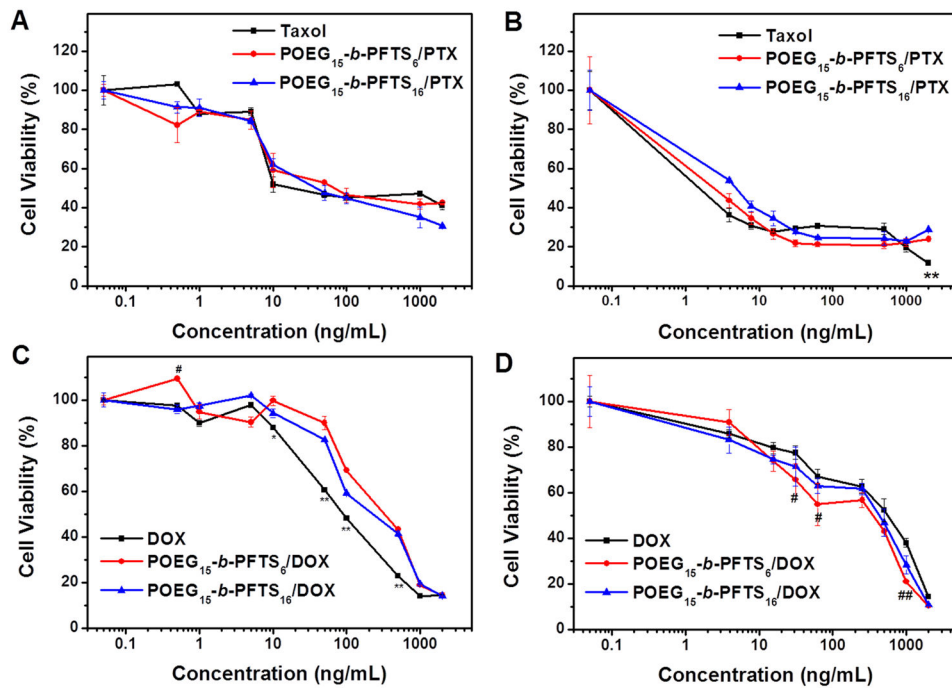 A
Taxol
POEG₁₅-b-PFTS₆/PTX
POEG₁₅-b-PFTS₁₆/PTX
Cell Viability (%)
120
100
80
60
40
20
0
0.1 1 10 100 1000
Concentration (ng/mL)
B
Taxol
POEG₁₅-b-PFTS₆/PTX
POEG₁₅-b-PFTS₁₆/PTX
Cell Viability (%)
120
100
80
60
40
20
0
**
0.1 1 10 100 1000
Concentration (ng/mL)
C
#
*
**
**
**
DOX
POEG₁₅-b-PFTS₆/DOX
POEG₁₅-b-PFTS₁₆/DOX
Cell Viability (%)
120
100
80
60
40
20
0
0.1 1 10 100 1000
Concentration (ng/mL)
D
#
#
##
DOX
POEG₁₅-b-PFTS₆/DOX
POEG₁₅-b-PFTS₁₆/DOX
Cell Viability (%)
120
100
80
60
40
20
0
0.1 1 10 100 1000
Concentration (ng/mL)